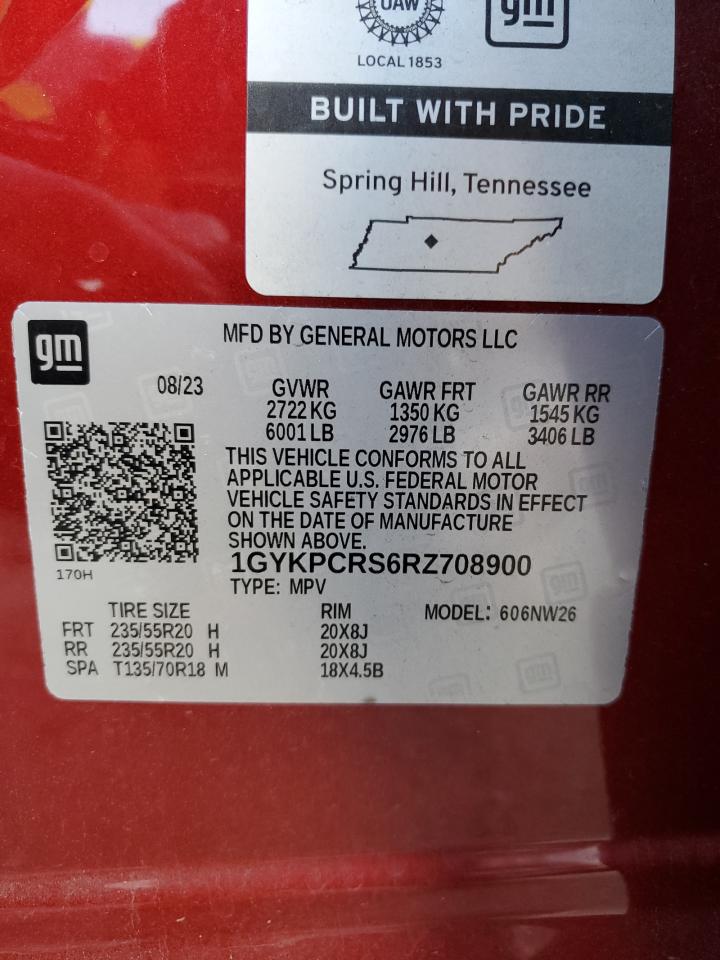 UAW
gm
LOCAL 1853
BUILT WITH PRIDE
Spring Hill, Tennessee
gm
MFD BY GENERAL MOTORS LLC
08/23 GVWR GAWR FRT GAWR RR
2722 KG 1350 KG 1545 KG
6001 LB 2976 LB 3406 LB
THIS VEHICLE CONFORMS TO ALL
APPLICABLE U.S. FEDERAL MOTOR
VEHICLE SAFETY STANDARDS IN EFFECT
ON THE DATE OF MANUFACTURE
SHOWN ABOVE.
170H
1GYKPCRS6RZ708900
TYPE: MPV
TIRE SIZE RIM MODEL: 606NW26
FRT 235/55R20 H 20X8J
RR 235/55R20 H 20X8J
SPA T135/70R18 M 18X4.5B